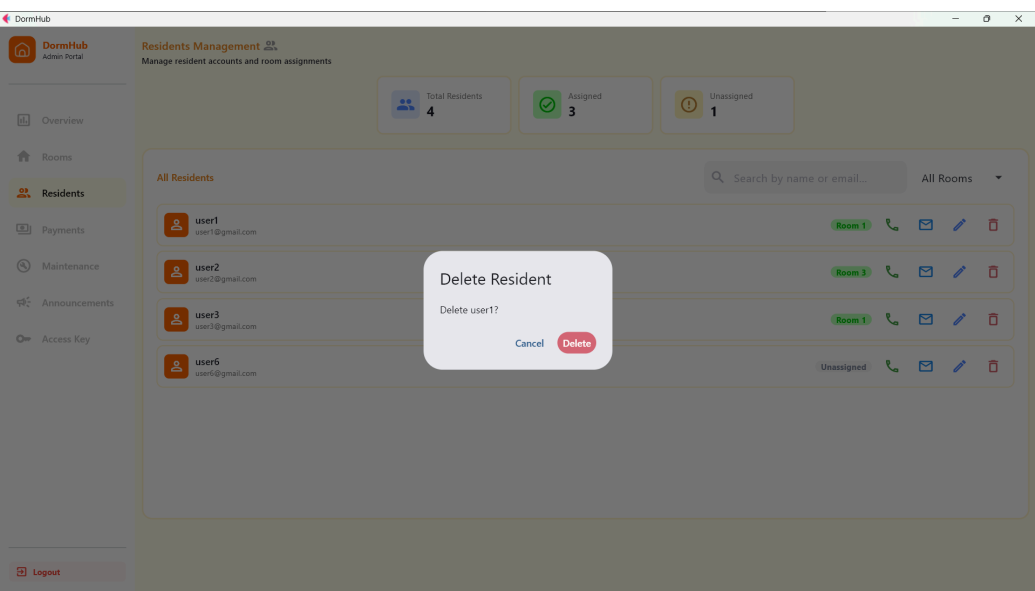 DormHub
DormHub
Admin Portal
Overview
Rooms
Residents
Payments
Maintenance
Announcements
Access Key
Logout
Residents Management
Manage resident accounts and room assignments
Total Residents
4
Assigned
3
Unassigned
1
All Residents
Search by name or email...
All Rooms
user1
user1@gmail.com
Room 1
user2
user2@gmail.com
Room 3
user3
user3@gmail.com
Room 1
user6
user6@gmail.com
Unassigned
Delete Resident
Delete user1?
Cancel
Delete